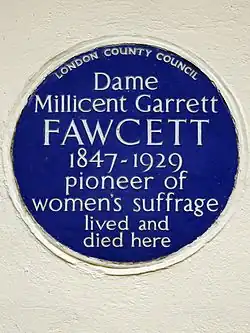 LONDON COUNTY COUNCIL
Dame
Millicent Garrett
FAWCETT
1847-1929
pioneer of
women's suffrage
lived and
died here